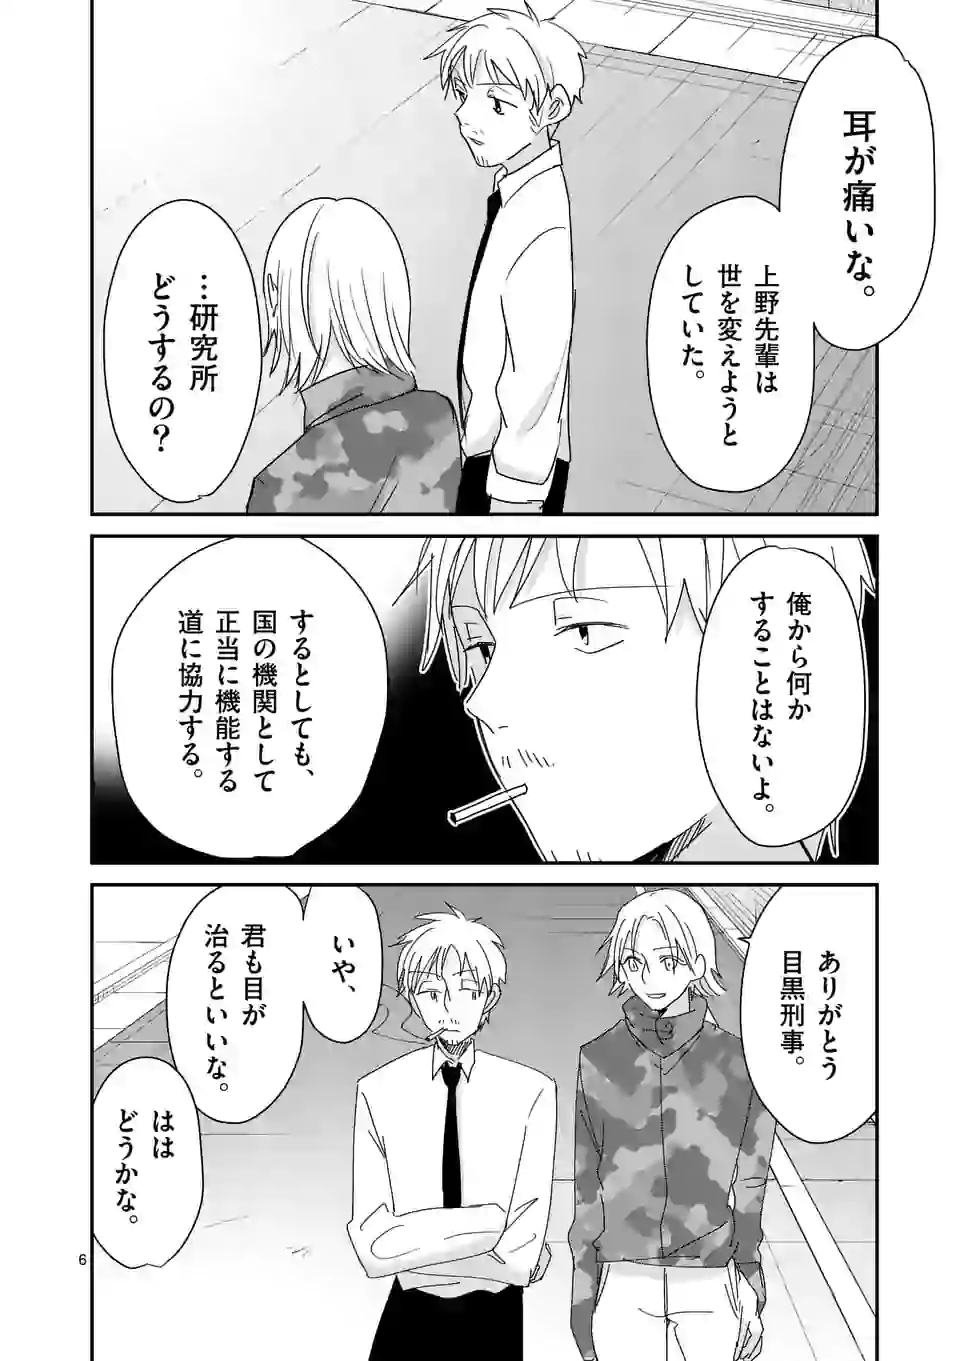 耳が痛いな。
上野先輩は
世を変えようと
していた。
…研究所
どうするの？
俺から何か
することはないよ。
するとしても、
国の機関として
正当に機能する
道に協力する。
ありがとう
目黒刑事。
いや、
君も目が
治るといいな。
はは
どうかな。
6